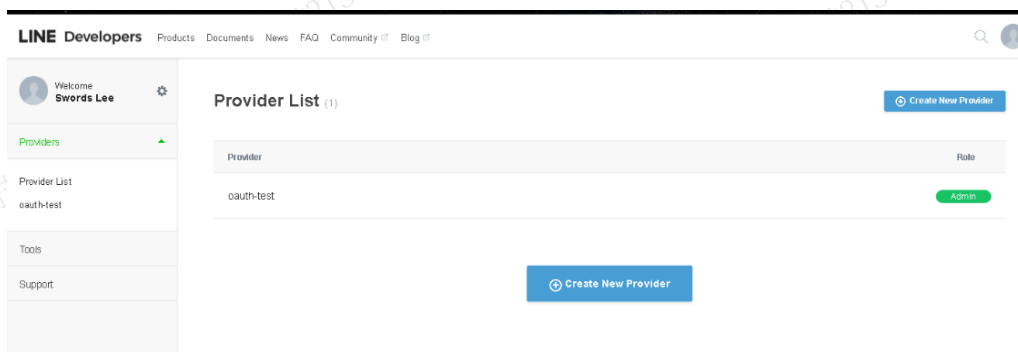 LINE Developers Products Documents News FAQ Community Blog
Welcome
Swords Lee
Providers
Provider List
oauth-test
Tools
Support
Provider List (1)
Create New Provider
Provider Role
oauth-test Admin
Create New Provider